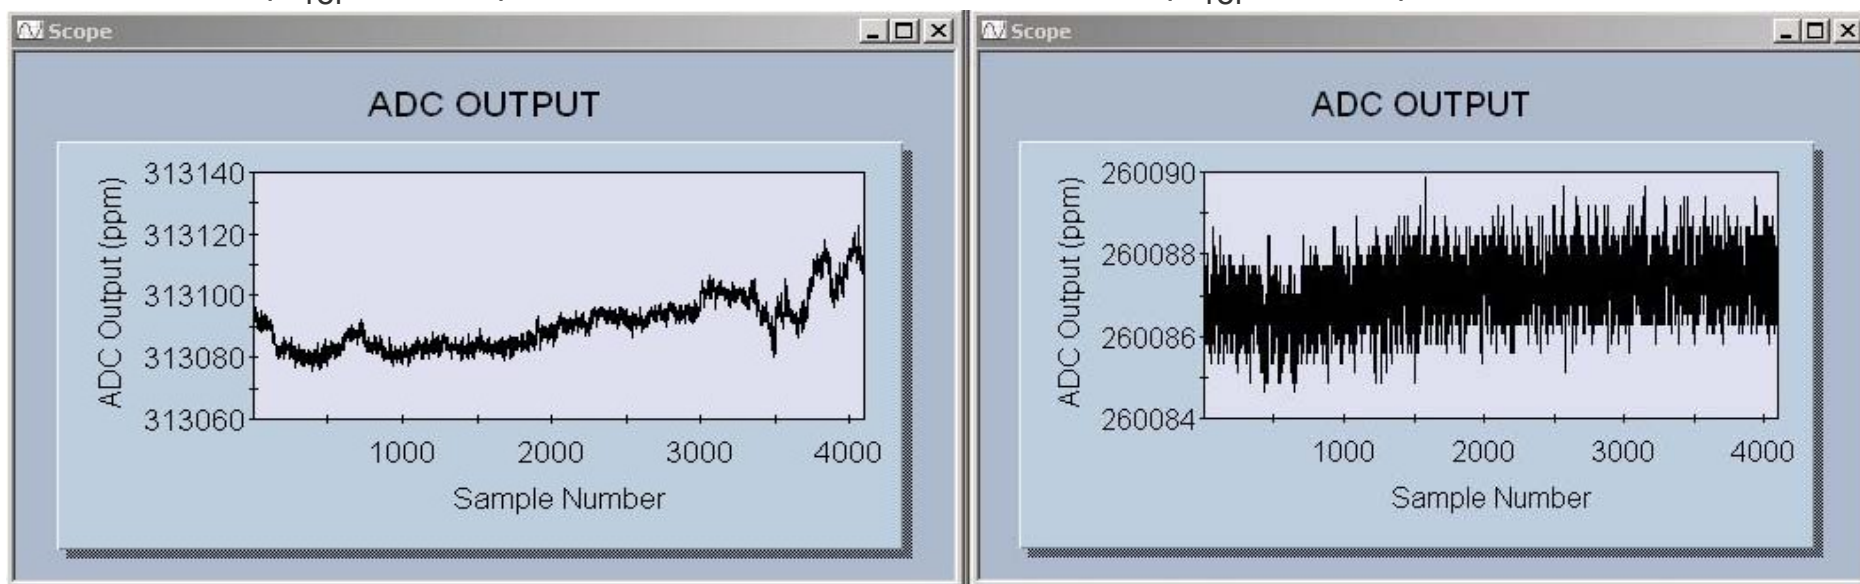 Scope
ADC OUTPUT
ADC Output (ppm)
313140
313120
313100
313080
313060
1000 2000 3000 4000
Sample Number
Scope
ADC OUTPUT
ADC Output (ppm)
260090
260088
260086
260084
1000 2000 3000 4000
Sample Number